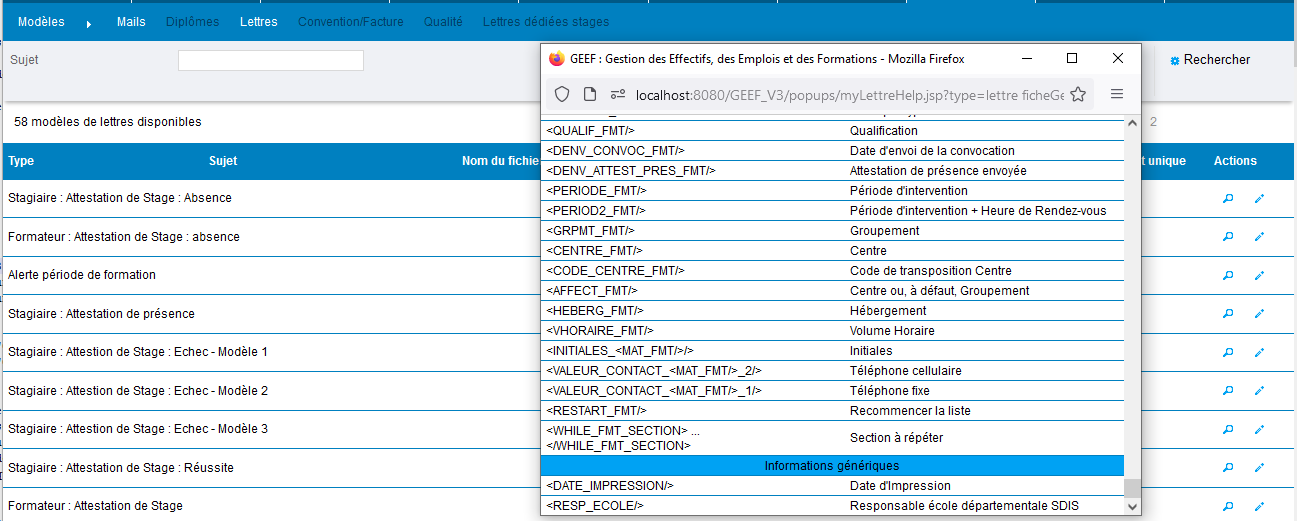 Modèles Mails Diplômes Lettres Convention/Facture Qualité Lettres dédiées stages
Sujet
Rechercher
58 modèles de lettres disponibles
2
Type Sujet Nom du fichie
t unique Actions
Stagiaire : Attestation de Stage : Absence
Formateur : Attestation de Stage : absence
Alerte période de formation
Stagiaire : Attestation de présence
Stagiaire : Attestion de Stage : Echec - Modèle 1
Stagiaire : Attestion de Stage : Echec - Modèle 2
Stagiaire : Attestion de Stage : Echec - Modèle 3
Stagiaire : Attestation de Stage : Réussite
Formateur : Attestation de Stage
GEEF : Gestion des Effectifs, des Emplois et des Formations - Mozilla Firefox
localhost:8080/GEEF_V3/popups/myLettreHelp.jsp?type=lettre ficheGe
<QUALIF_FMT/> Qualification
<DENV_CONVOC_FMT/> Date d'envoi de la convocation
<DENV_ATTEST_PRES_FMT/> Attestation de présence envoyée
<PERIODE_FMT/> Période d'intervention
<PERIOD2_FMT/> Période d'intervention + Heure de Rendez-vous
<GRPMT_FMT/> Groupement
<CENTRE_FMT/> Centre
<CODE_CENTRE_FMT/> Code de transposition Centre
<AFFECT_FMT/> Centre ou, à défaut, Groupement
<HEBERG_FMT/> Hébergement
<VHORAIRE_FMT/> Volume Horaire
<INITIALES_<MAT_FMT/>/> Initiales
<VALEUR_CONTACT_<MAT_FMT/>_2/> Téléphone cellulaire
<VALEUR_CONTACT_<MAT_FMT/>_1/> Téléphone fixe
<RESTART_FMT/> Recommencer la liste
<WHILE_FMT_SECTION> ...
</WHILE_FMT_SECTION> Section à répéter
Informations génériques
<DATE_IMPRESSION/> Date d'Impression
<RESP_ECOLE/> Responsable école départementale SDIS